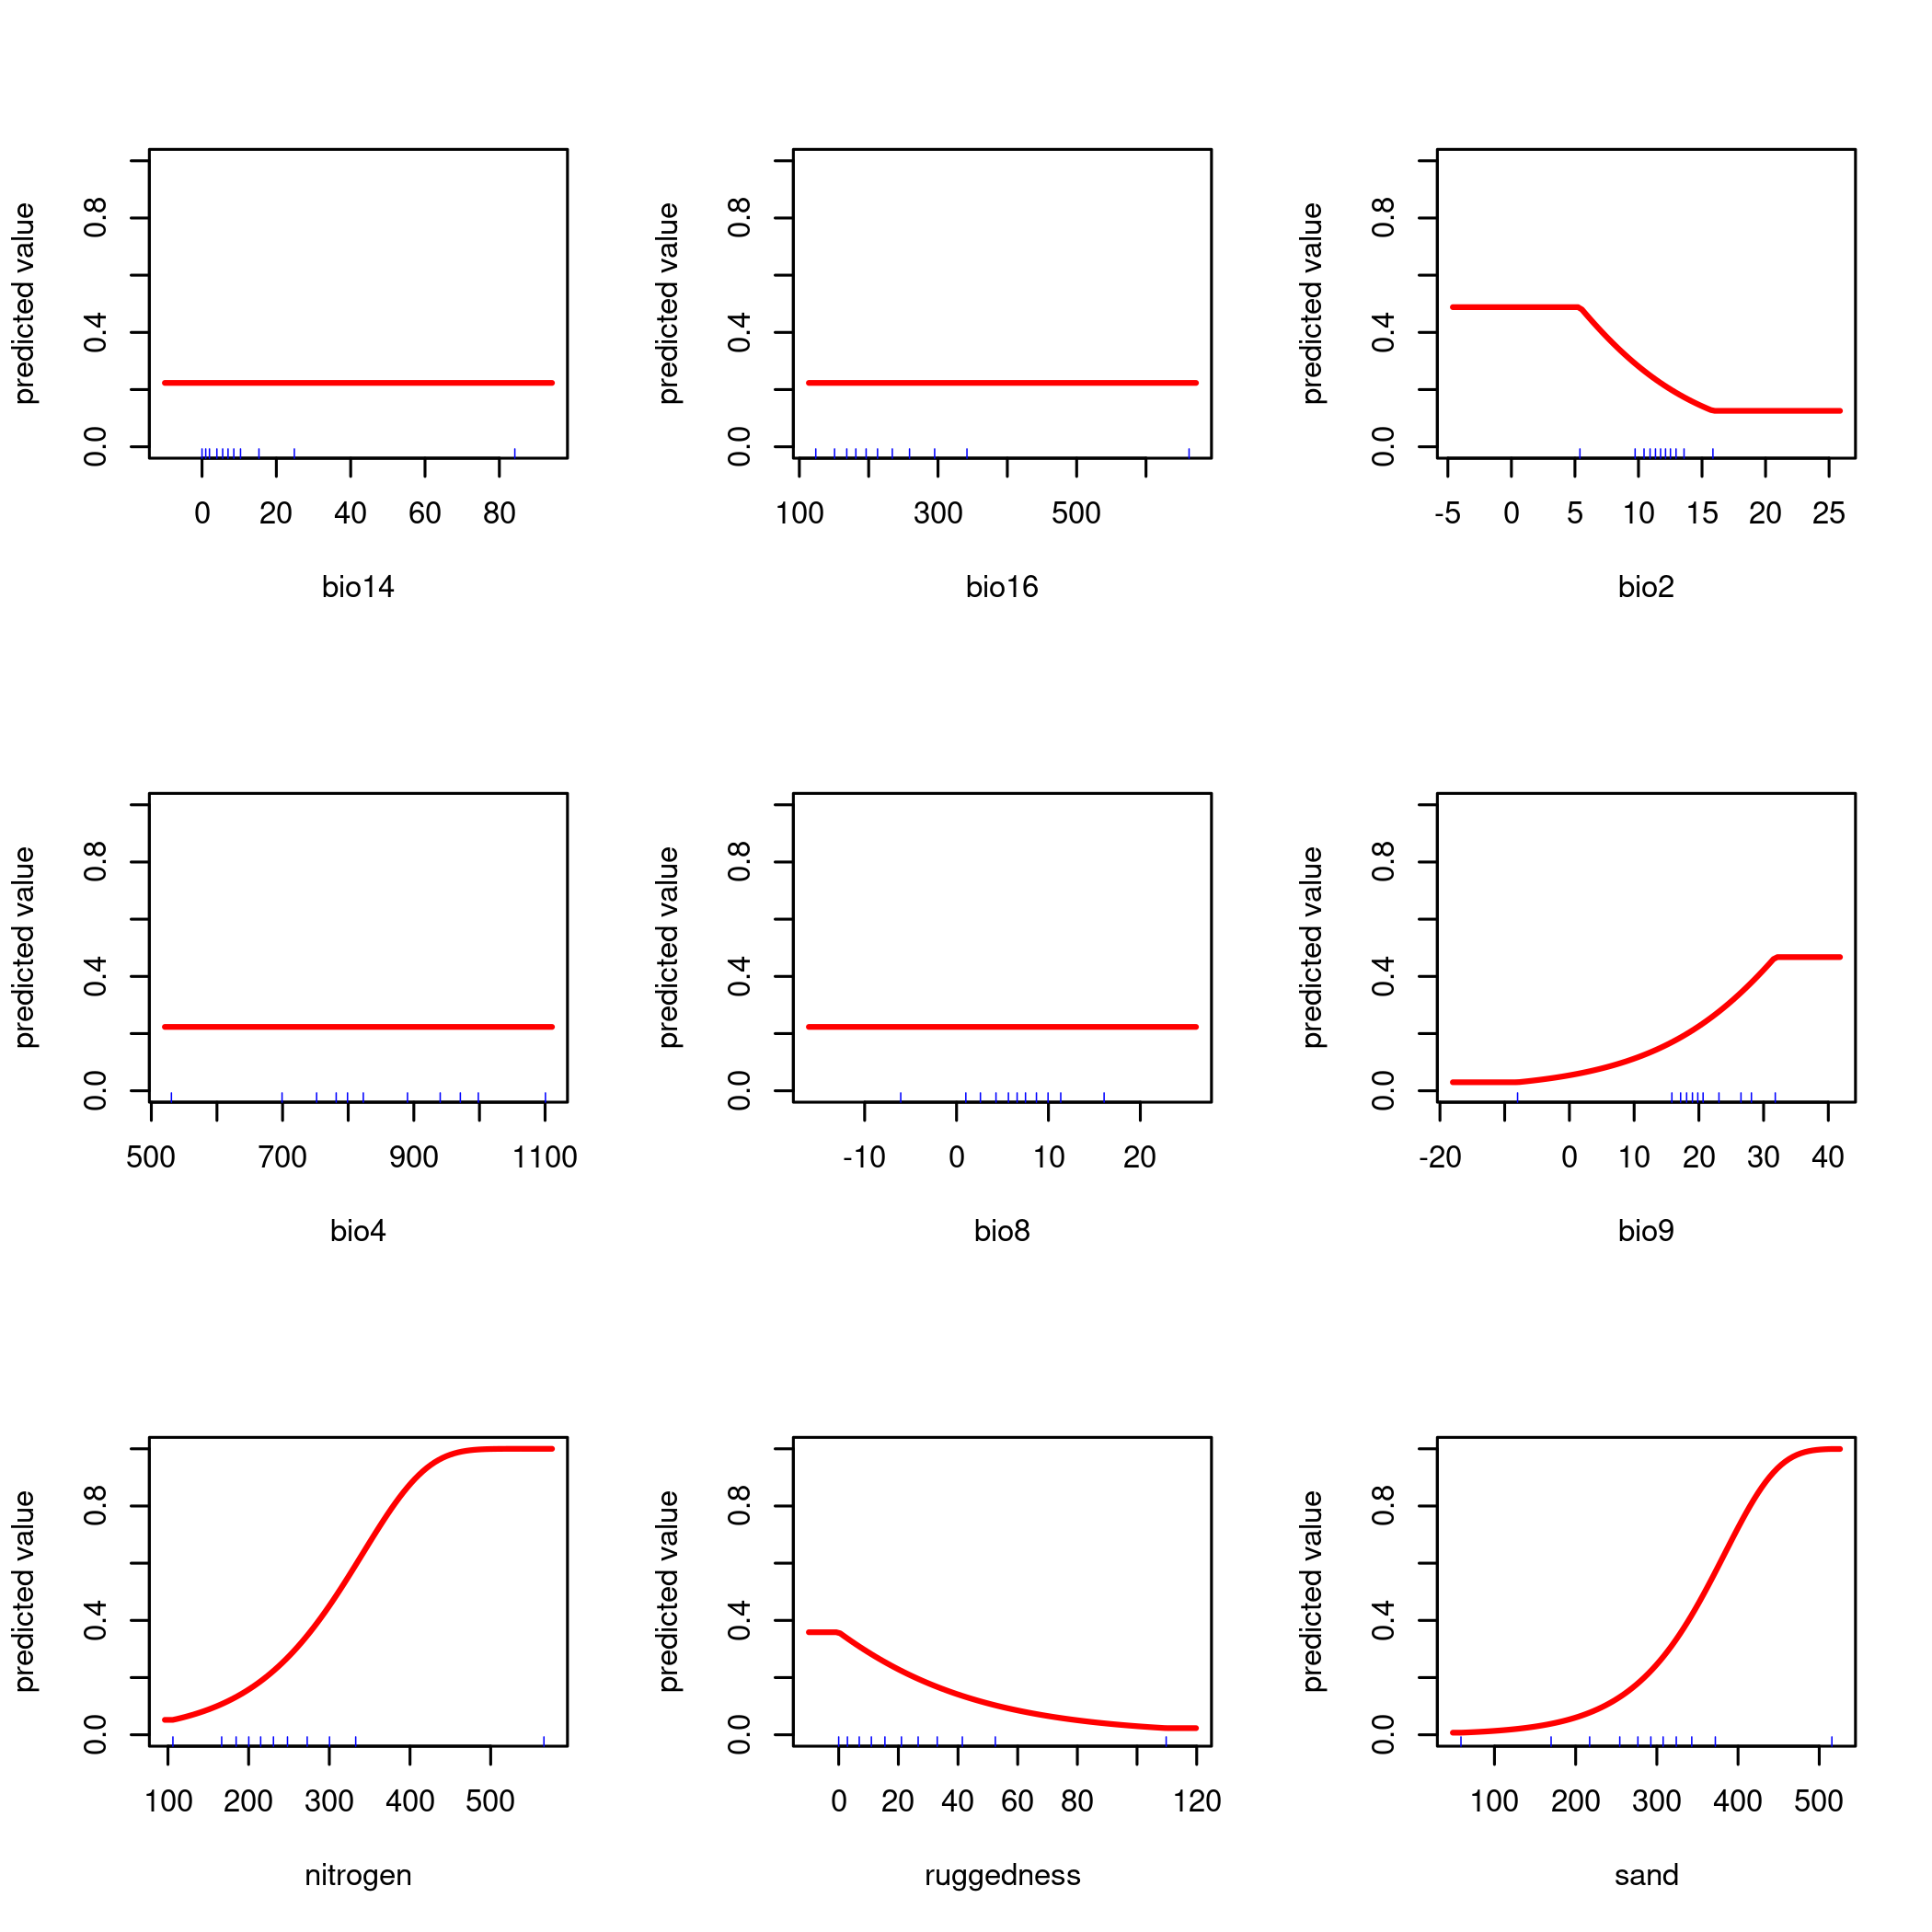 predicted value
0.0 0.4 0.8
0 20 40 60 80
bio14
predicted value
0.0 0.4 0.8
100 300 500
bio16
predicted value
0.0 0.4 0.8
-5 0 5 10 15 20 25
bio2
predicted value
0.0 0.4 0.8
500 700 900 1100
bio4
predicted value
0.0 0.4 0.8
-10 0 10 20
bio8
predicted value
0.0 0.4 0.8
-20 0 10 20 30 40
bio9
predicted value
0.0 0.4 0.8
100 200 300 400 500
nitrogen
predicted value
0.0 0.4 0.8
0 20 40 60 80 120
ruggedness
predicted value
0.0 0.4 0.8
100 200 300 400 500
sand